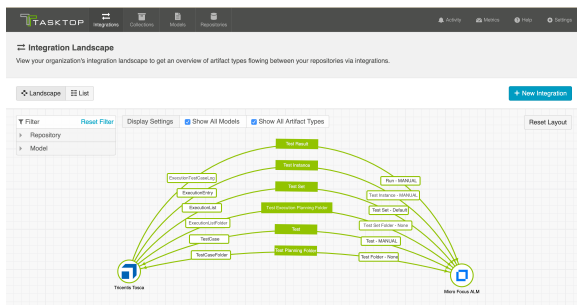 TASKTOP
Integrations
Collections
Models
Repositories
Activity
Metrics
Help
Settings
Integration Landscape
View your organization's integration landscape to get an overview of artifact types flowing between your repositories via integrations.
Landscape
List
+ New Integration
Filter
Reset Filter
Display Settings
Show All Models
Show All Artifact Types
Reset Layout
Repository
Model
Test Result
Test Instance
Test Set
Test Execution Planning Folder
Test
Test Planning Folder
ExecutionTestCaseLog
ExecutionEntry
ExecutionList
ExecutionListFolder
TestCase
TestCaseFolder
Run - MANUAL
Test Instance - MANUAL
Test Set - Default
Test Set Folder - None
Test - MANUAL
Test Folder - None
Tricentis Tosca
Micro Focus ALM